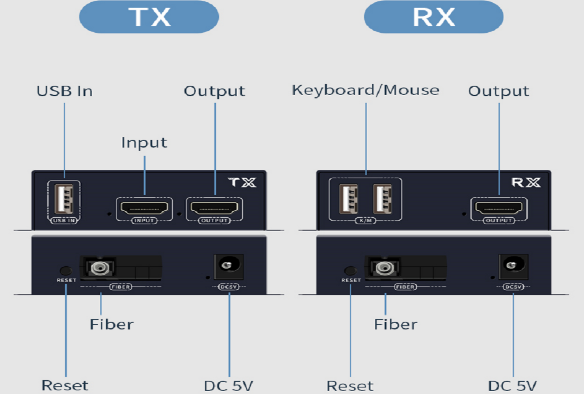 TX
RX
USB In
Output
Keyboard/Mouse
Output
Input
TX
RX
USB IN
INPUT
OUTPUT
K/M
OUTPUT
RESET
FIBER
DC5V
RESET
FIBER
DC5V
Fiber
Fiber
Reset
DC 5V
Reset
DC 5V